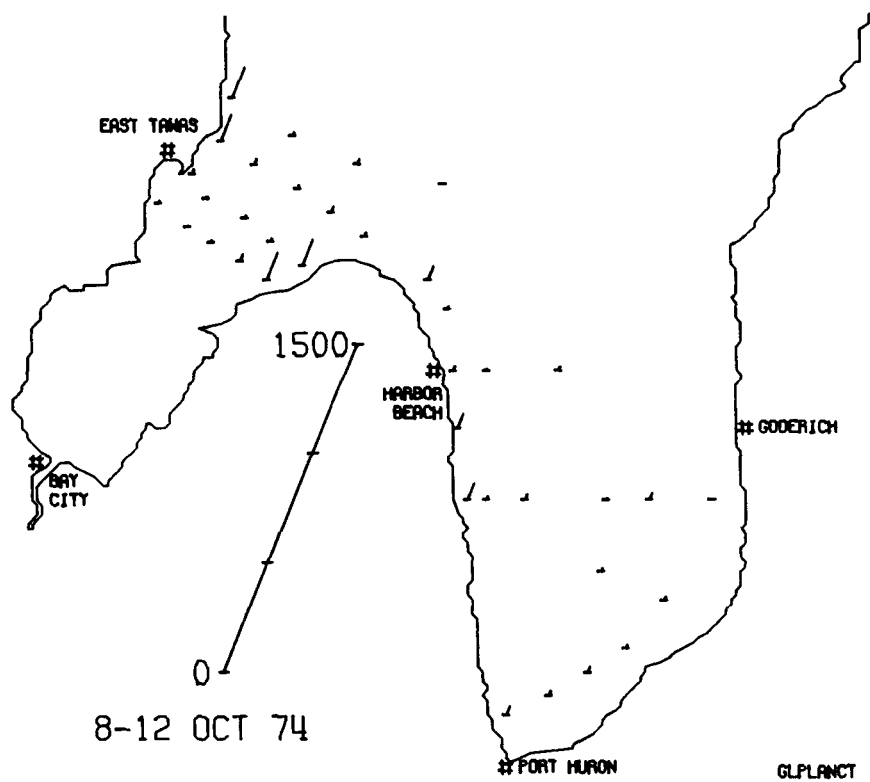 EAST TAWAS
#
1500
#
HARBOR
BEACH
# GODERICH
#
BAY
CITY
0
8-12 OCT 74
# PORT HURON
GLPLANCT